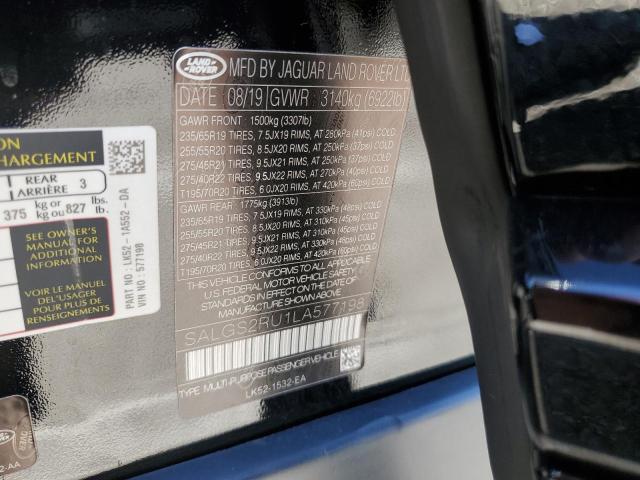 LAND ROVER
MFD BY JAGUAR LAND ROVER LTD
DATE 08/19 GVWR 3140kg (6922lb)
GAWR FRONT 1500kg (3307lb)
235/65R19 TIRES, 7.5JX19 RIMS, AT 280kPa (41psi) COLD
255/55R20 TIRES, 8.5JX20 RIMS, AT 250kPa (37psi) COLD
275/45R21 TIRES, 9.5JX21 RIMS, AT 250kPa (37psi) COLD
275/40R22 TIRES, 9.5JX22 RIMS, AT 270kPa (40psi) COLD
T195/70R20 TIRES, 6.0JX20 RIMS, AT 420kPa (60psi) COLD
GAWR REAR 1775kg (3913lb)
235/65R19 TIRES, 7.5JX19 RIMS, AT 330kPa (48psi) COLD
255/55R20 TIRES, 8.5JX20 RIMS, AT 310kPa (45psi) COLD
275/45R21 TIRES, 9.5JX21 RIMS, AT 310kPa (45psi) COLD
275/40R22 TIRES, 9.5JX22 RIMS, AT 330kPa (48psi) COLD
T195/70R20 TIRES, 6.0JX20 RIMS, AT 420kPa (60psi) COLD
THIS VEHICLE CONFORMS TO ALL APPLICABLE
FEDERAL MOTOR VEHICLE SAFETY
STANDARDS IN EFFECT ON THE DATE OF
MANUFACTURE SHOWN ABOVE
SALGS2RU1LA577198
TYPE MULTI-PURPOSE PASSENGER VEHICLE
LK52-1532-EA
ION
CHARGEMENT
REAR
ARRIÈRE 3
375 kg or kg ou 827 lbs. lb.
SEE OWNER'S
MANUAL FOR
ADDITIONAL
INFORMATION
VOIR LE MANUEL
DE L'USAGER
POUR PLUS DE
RENSEIGNEMENTS
PART NO: LK52-1A552-DA
VIN NO: 577198
LAND ROVER
-AA